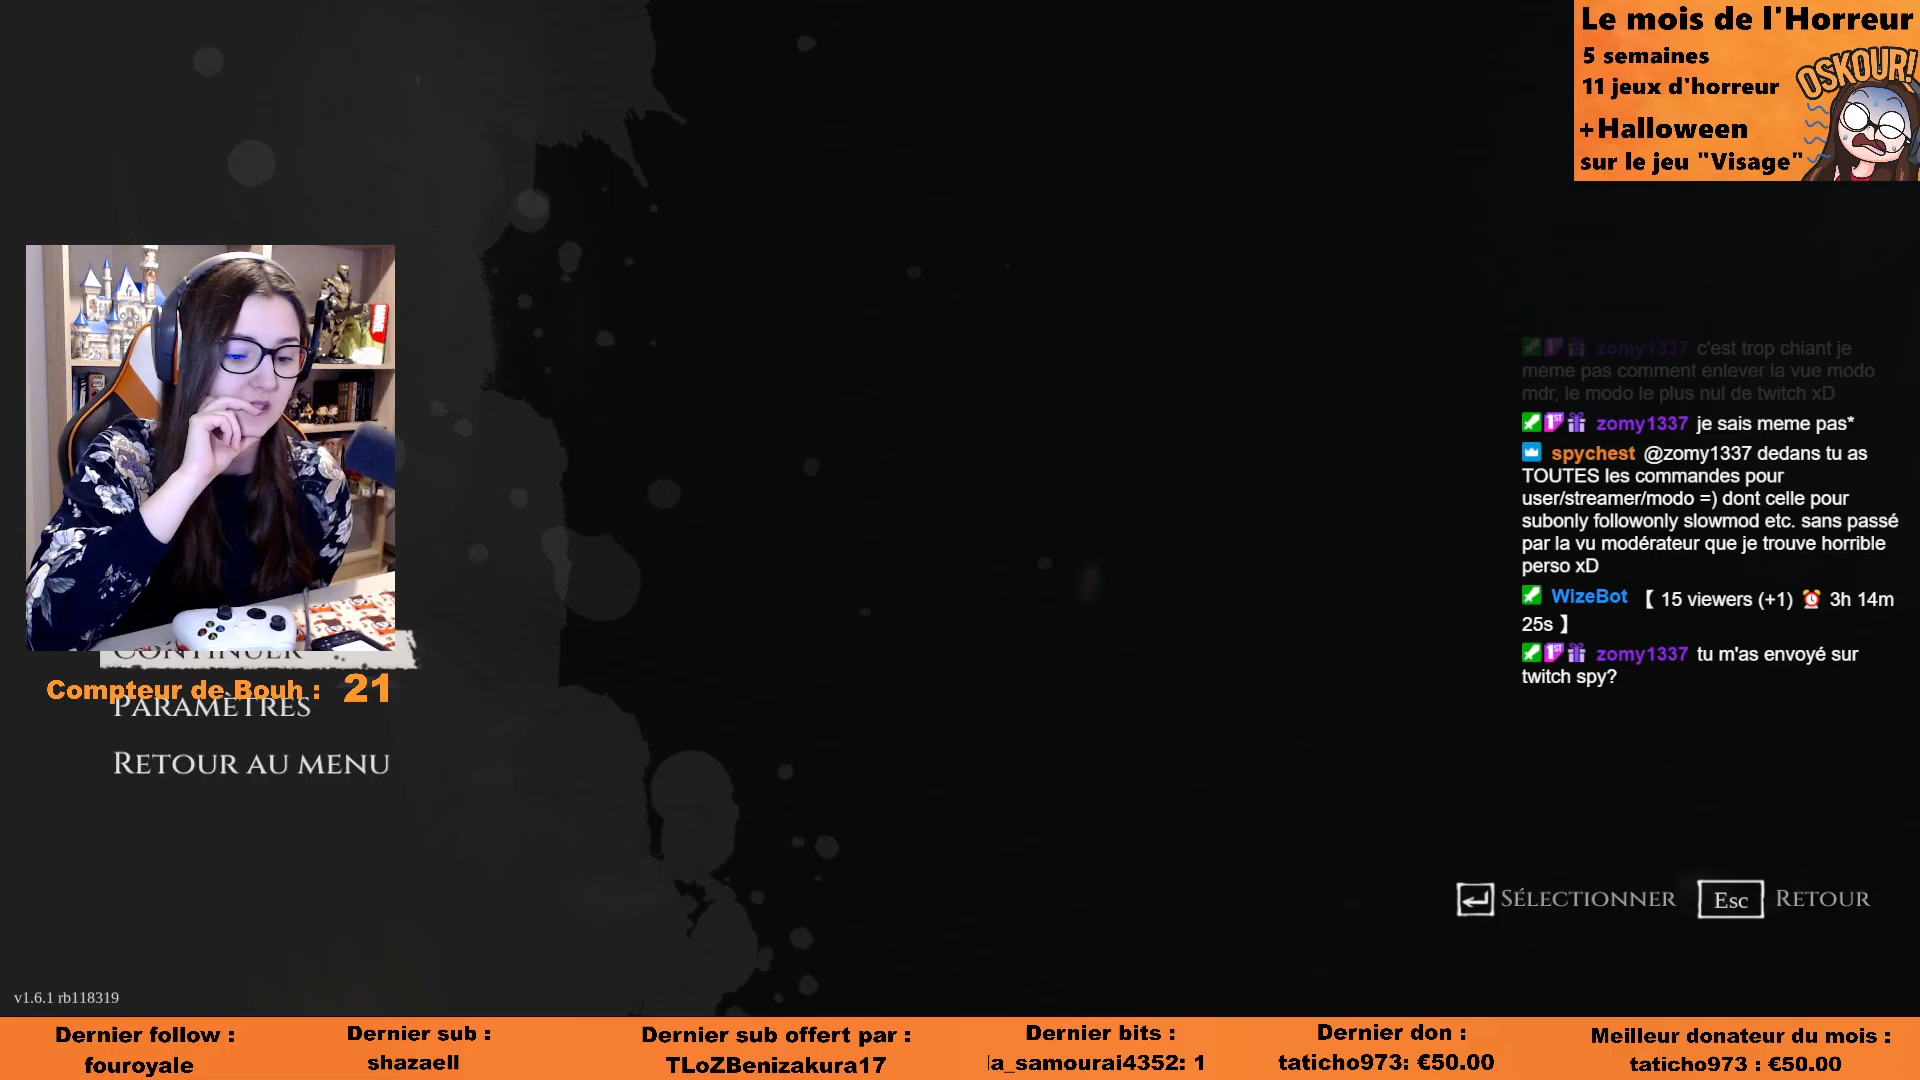 Le mois de l'Horreur
5 semaines
11 jeux d'horreur
+Halloween
sur le jeu "Visage"
OSKOUR!
zomy1337 c'est trop chiant je
meme pas comment enlever la vue modo
mdr, le modo le plus nul de twitch xD
1ST zomy1337 je sais meme pas*
spychest @zomy1337 dedans tu as
TOUTES les commandes pour
user/streamer/modo =) dont celle pour
subonly followonly slowmod etc. sans passé
par la vu modérateur que je trouve horrible
perso xD
WizeBot 【 15 viewers (+1) ⏰ 3h 14m
25s 】
1ST zomy1337 tu m'as envoyé sur
twitch spy?
CONTINUER
Compteur de Bouh : 21
PARAMÈTRES
RETOUR AU MENU
SÉLECTIONNER
Esc RETOUR
v1.6.1 rb118319
Dernier follow :
fouroyale
Dernier sub :
shazaell
Dernier sub offert par :
TLoZBenizakura17
Dernier bits :
la_samourai4352: 1
Dernier don :
taticho973: €50.00
Meilleur donateur du mois :
taticho973 : €50.00